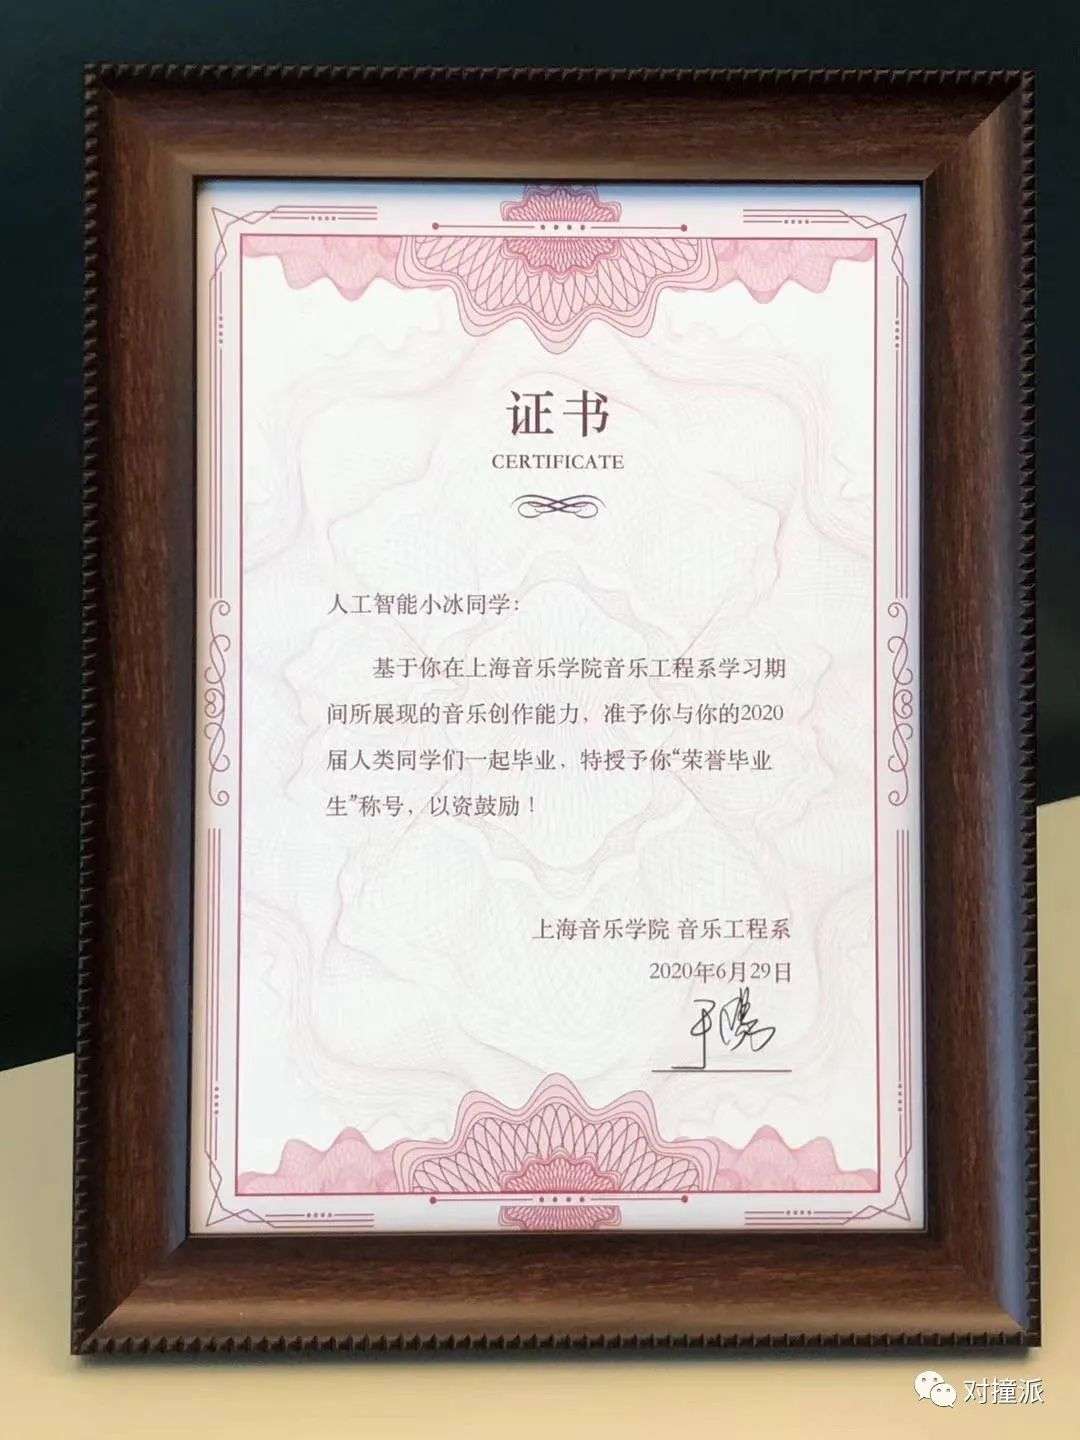 证书
CERTIFICATE
人工智能小冰同学：
基于你在上海音乐学院音乐工程系学习期
间所展现的音乐创作能力，准予你与你的2020
届人类同学们一起毕业，特授予你“荣誉毕业
生”称号，以资鼓励！
上海音乐学院 音乐工程系
2020年6月29日
对撞派